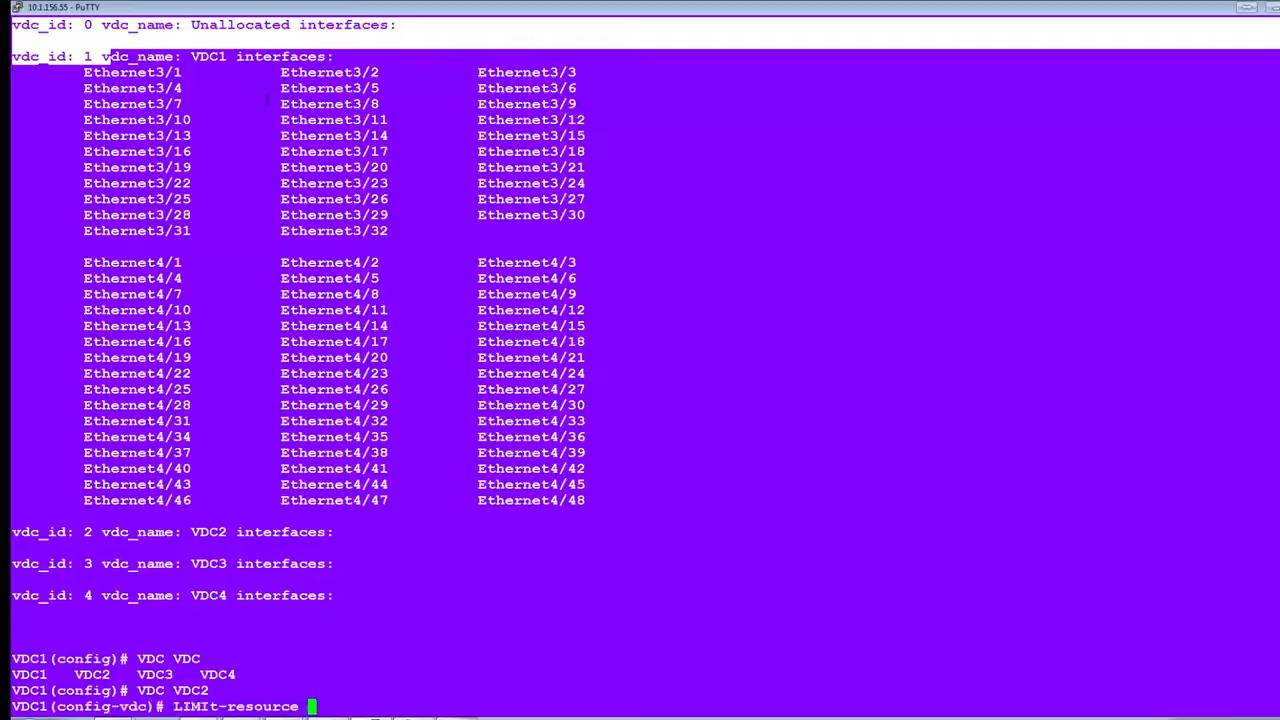 10.1.156.55 - PuTTY
vdc_id: 0 vdc_name: Unallocated interfaces:
vdc_id: 1 vdc_name: VDC1 interfaces:
Ethernet3/1 Ethernet3/2 Ethernet3/3
Ethernet3/4 Ethernet3/5 Ethernet3/6
Ethernet3/7 Ethernet3/8 Ethernet3/9
Ethernet3/10 Ethernet3/11 Ethernet3/12
Ethernet3/13 Ethernet3/14 Ethernet3/15
Ethernet3/16 Ethernet3/17 Ethernet3/18
Ethernet3/19 Ethernet3/20 Ethernet3/21
Ethernet3/22 Ethernet3/23 Ethernet3/24
Ethernet3/25 Ethernet3/26 Ethernet3/27
Ethernet3/28 Ethernet3/29 Ethernet3/30
Ethernet3/31 Ethernet3/32
Ethernet4/1 Ethernet4/2 Ethernet4/3
Ethernet4/4 Ethernet4/5 Ethernet4/6
Ethernet4/7 Ethernet4/8 Ethernet4/9
Ethernet4/10 Ethernet4/11 Ethernet4/12
Ethernet4/13 Ethernet4/14 Ethernet4/15
Ethernet4/16 Ethernet4/17 Ethernet4/18
Ethernet4/19 Ethernet4/20 Ethernet4/21
Ethernet4/22 Ethernet4/23 Ethernet4/24
Ethernet4/25 Ethernet4/26 Ethernet4/27
Ethernet4/28 Ethernet4/29 Ethernet4/30
Ethernet4/31 Ethernet4/32 Ethernet4/33
Ethernet4/34 Ethernet4/35 Ethernet4/36
Ethernet4/37 Ethernet4/38 Ethernet4/39
Ethernet4/40 Ethernet4/41 Ethernet4/42
Ethernet4/43 Ethernet4/44 Ethernet4/45
Ethernet4/46 Ethernet4/47 Ethernet4/48
vdc_id: 2 vdc_name: VDC2 interfaces:
vdc_id: 3 vdc_name: VDC3 interfaces:
vdc_id: 4 vdc_name: VDC4 interfaces:
VDC1(config)# VDC VDC
VDC1 VDC2 VDC3 VDC4
VDC1(config)# VDC VDC2
VDC1(config-vdc)# LIMIt-resource